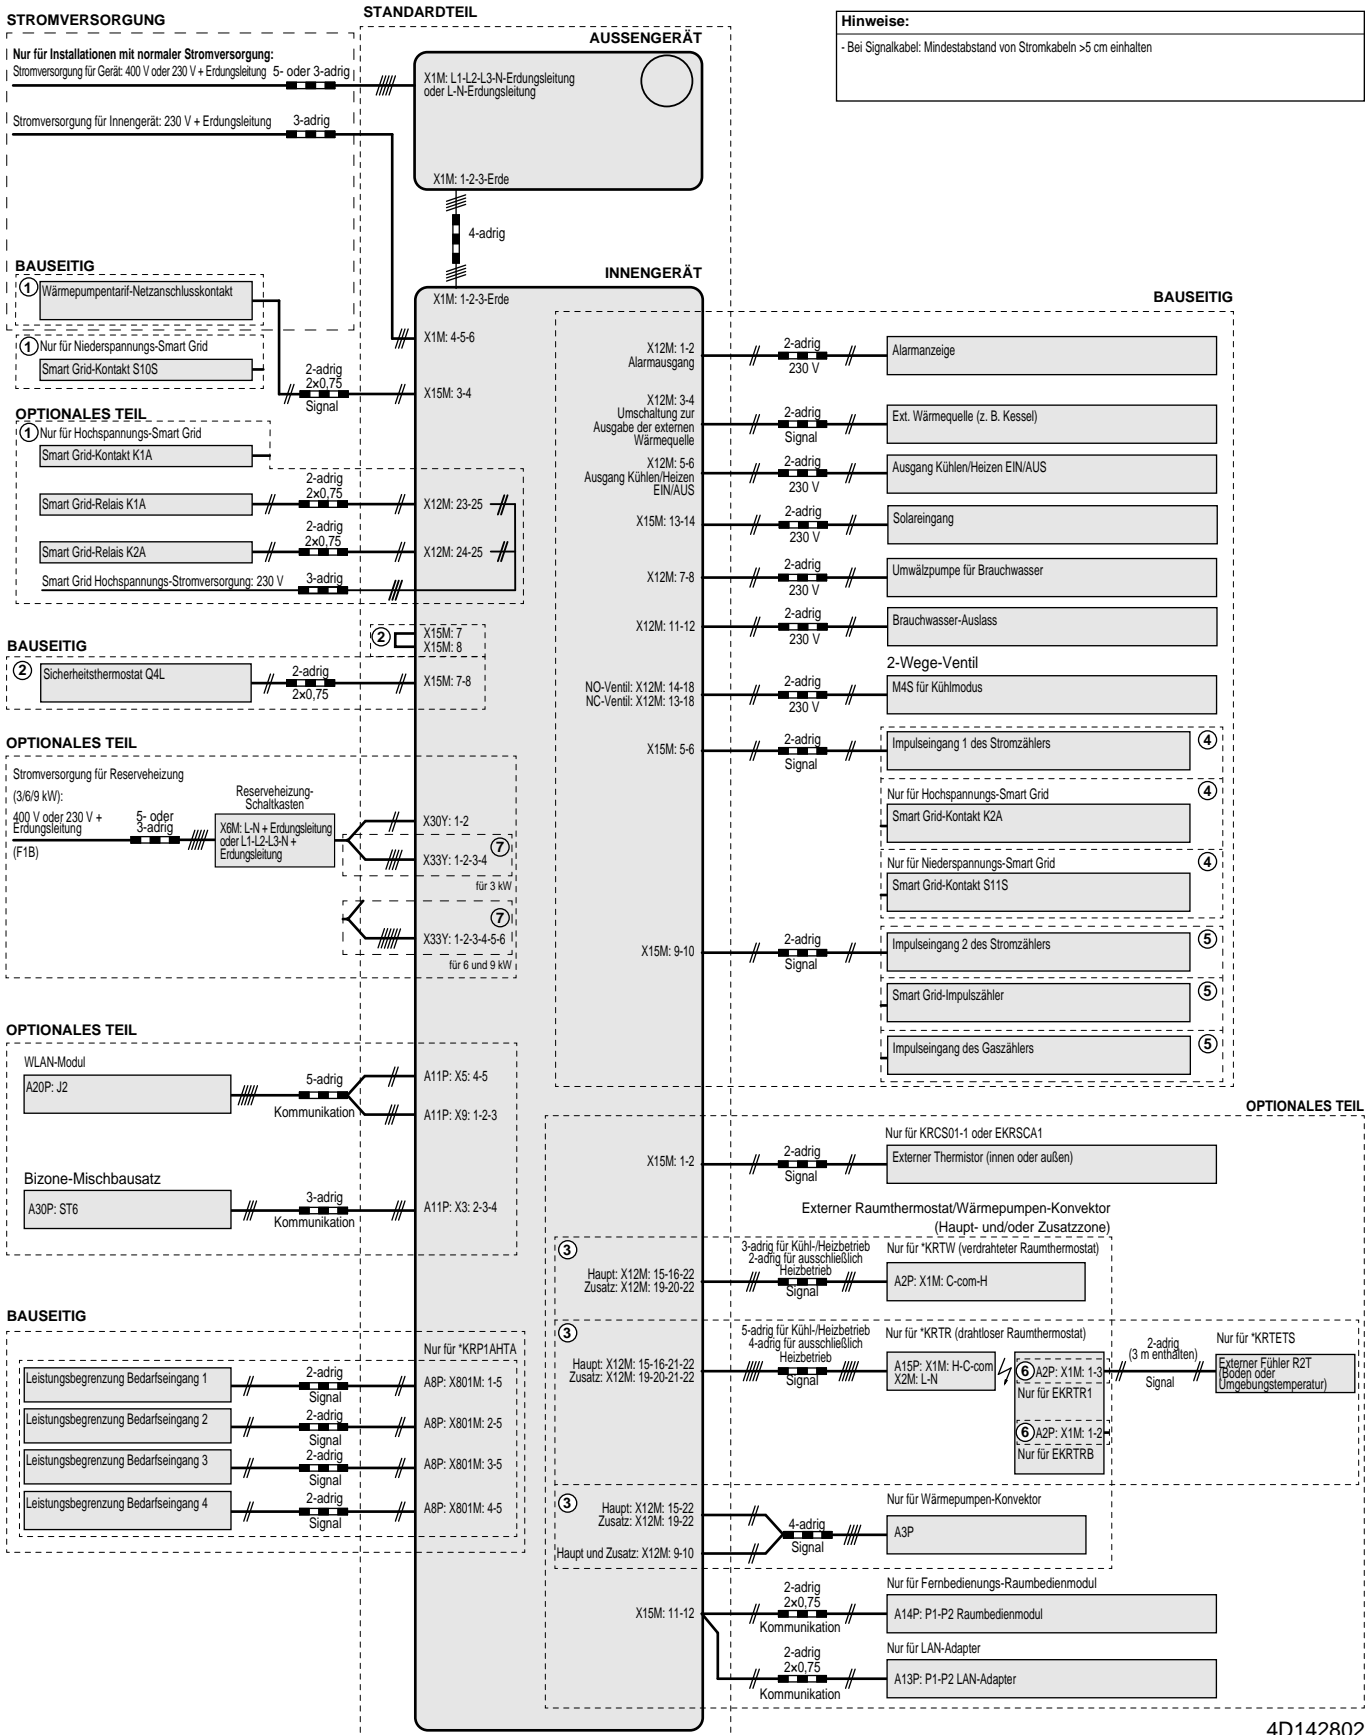 STROMVERSORGUNG
Nur für Installationen mit normaler Stromversorgung:
Stromversorgung für Gerät: 400 V oder 230 V + Erdungsleitung
5- oder 3-adrig
Stromversorgung für Innengerät: 230 V + Erdungsleitung
3-adrig
STANDARDTEIL
AUSSENGERÄT
X1M: L1-L2-L3-N-Erdungsleitung
oder L-N-Erdungsleitung
X1M: 1-2-3-Erde
4-adrig
Hinweise:
- Bei Signalkabel: Mindestabstand von Stromkabeln >5 cm einhalten
INNENGERÄT
X1M: 1-2-3-Erde
X1M: 4-5-6
BAUSEITIG
1
Wärmepumpentarif-Netzanschlusskontakt
1
Nur für Niederspannungs-Smart Grid
Smart Grid-Kontakt S10S
2-adrig
2×0,75
Signal
X15M: 3-4
OPTIONALES TEIL
1
Nur für Hochspannungs-Smart Grid
Smart Grid-Kontakt K1A
Smart Grid-Relais K1A
2-adrig
2×0,75
X12M: 23-25
Smart Grid-Relais K2A
2-adrig
2×0,75
X12M: 24-25
Smart Grid Hochspannungs-Stromversorgung: 230 V
3-adrig
2
X15M: 7
X15M: 8
BAUSEITIG
2
Sicherheitsthermostat Q4L
2-adrig
2×0,75
X15M: 7-8
OPTIONALES TEIL
Stromversorgung für Reserveheizung
(3/6/9 kW):
400 V oder 230 V +
Erdungsleitung
(F1B)
5- oder
3-adrig
Reserveheizung-
Schaltkasten
X6M: L-N + Erdungsleitung
oder L1-L2-L3-N +
Erdungsleitung
X30Y: 1-2
X33Y: 1-2-3-4
7
für 3 kW
7
X33Y: 1-2-3-4-5-6
für 6 und 9 kW
OPTIONALES TEIL
WLAN-Modul
A20P: J2
5-adrig
Kommunikation
A11P: X5: 4-5
A11P: X9: 1-2-3
Bizone-Mischbausatz
A30P: ST6
3-adrig
Kommunikation
A11P: X3: 2-3-4
BAUSEITIG
Nur für *KRP1AHTA
Leistungsbegrenzung Bedarfseingang 1
2-adrig
Signal
A8P: X801M: 1-5
Leistungsbegrenzung Bedarfseingang 2
2-adrig
Signal
A8P: X801M: 2-5
Leistungsbegrenzung Bedarfseingang 3
2-adrig
Signal
A8P: X801M: 3-5
Leistungsbegrenzung Bedarfseingang 4
2-adrig
Signal
A8P: X801M: 4-5
BAUSEITIG
X12M: 1-2
Alarmausgang
2-adrig
230 V
Alarmanzeige
X12M: 3-4
Umschaltung zur
Ausgabe der externen
Wärmequelle
2-adrig
Signal
Ext. Wärmequelle (z. B. Kessel)
X12M: 5-6
Ausgang Kühlen/Heizen
EIN/AUS
2-adrig
230 V
Ausgang Kühlen/Heizen EIN/AUS
X15M: 13-14
2-adrig
230 V
Solareingang
X12M: 7-8
2-adrig
230 V
Umwälzpumpe für Brauchwasser
X12M: 11-12
2-adrig
230 V
Brauchwasser-Auslass
2-Wege-Ventil
NO-Ventil: X12M: 14-18
NC-Ventil: X12M: 13-18
2-adrig
230 V
M4S für Kühlmodus
X15M: 5-6
2-adrig
Signal
Impulseingang 1 des Stromzählers
4
Nur für Hochspannungs-Smart Grid
Smart Grid-Kontakt K2A
4
Nur für Niederspannungs-Smart Grid
Smart Grid-Kontakt S11S
4
X15M: 9-10
2-adrig
Signal
Impulseingang 2 des Stromzählers
5
Smart Grid-Impulszähler
5
Impulseingang des Gaszählers
5
OPTIONALES TEIL
Nur für KRCS01-1 oder EKRSCA1
X15M: 1-2
2-adrig
Signal
Externer Thermistor (innen oder außen)
Externer Raumthermostat/Wärmepumpen-Konvektor
(Haupt- und/oder Zusatzzone)
3
Haupt: X12M: 15-16-22
Zusatz: X12M: 19-20-22
3-adrig für Kühl-/Heizbetrieb
2-adrig für ausschließlich
Heizbetrieb
Signal
Nur für *KRTW (verdrahteter Raumthermostat)
A2P: X1M: C-com-H
3
Haupt: X12M: 15-16-21-22
Zusatz: X12M: 19-20-21-22
5-adrig für Kühl-/Heizbetrieb
4-adrig für ausschließlich
Heizbetrieb
Signal
Nur für *KRTR (drahtloser Raumthermostat)
A15P: X1M: H-C-com
X2M: L-N
6
A2P: X1M: 1-3
Nur für EKRTR1
6
A2P: X1M: 1-2
Nur für EKRTRB
2-adrig
(3 m enthalten)
Signal
Nur für *KRTETS
Externer Fühler R2T
(Boden oder
Umgebungstemperatur)
3
Haupt: X12M: 15-22
Zusatz: X12M: 19-22
Haupt und Zusatz: X12M: 9-10
4-adrig
Signal
Nur für Wärmepumpen-Konvektor
A3P
X15M: 11-12
2-adrig
2×0,75
Kommunikation
Nur für Fernbedienungs-Raumbedienmodul
A14P: P1-P2 Raumbedienmodul
2-adrig
2×0,75
Kommunikation
Nur für LAN-Adapter
A13P: P1-P2 LAN-Adapter
4D142802